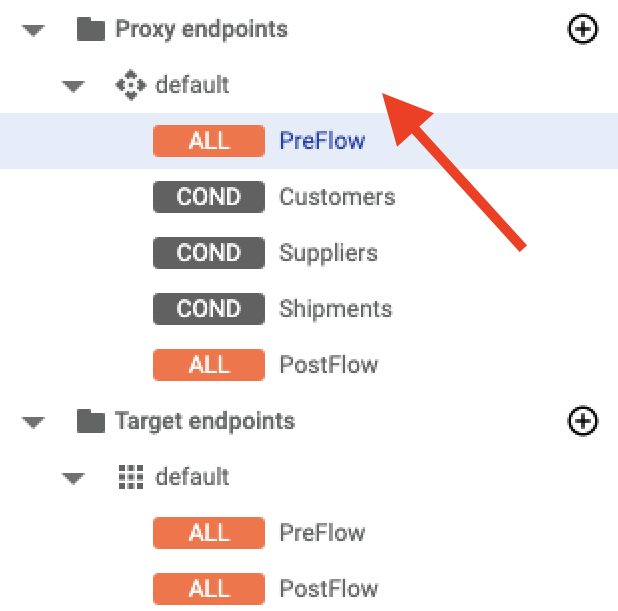 Proxy endpoints
default
ALL PreFlow
COND Customers
COND Suppliers
COND Shipments
ALL PostFlow
Target endpoints
default
ALL PreFlow
ALL PostFlow